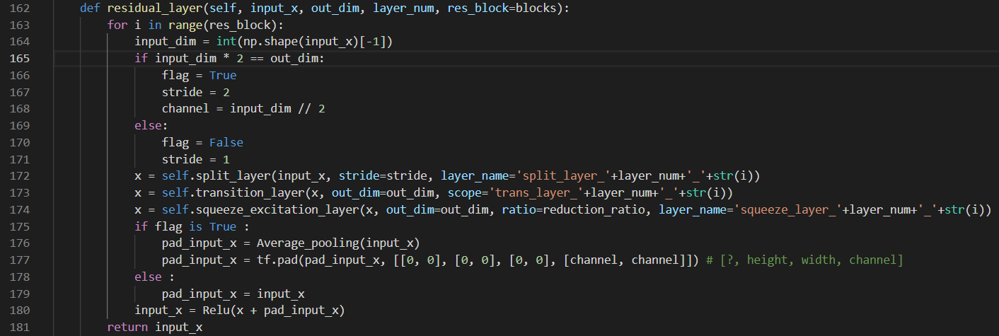 162 def residual_layer(self, input_x, out_dim, layer_num, res_block=blocks):
163 for i in range(res_block):
164 input_dim = int(np.shape(input_x)[-1])
165 if input_dim * 2 == out_dim:
166 flag = True
167 stride = 2
168 channel = input_dim // 2
169 else:
170 flag = False
171 stride = 1
172 x = self.split_layer(input_x, stride=stride, layer_name='split_layer_'+layer_num+'_'+str(i))
173 x = self.transition_layer(x, out_dim=out_dim, scope='trans_layer_'+layer_num+'_'+str(i))
174 x = self.squeeze_excitation_layer(x, out_dim=out_dim, ratio=reduction_ratio, layer_name='squeeze_layer_'+layer_num+'_'+str(i))
175 if flag is True :
176 pad_input_x = Average_pooling(input_x)
177 pad_input_x = tf.pad(pad_input_x, [[0, 0], [0, 0], [0, 0], [channel, channel]]) # [?, height, width, channel]
178 else :
179 pad_input_x = input_x
180 input_x = Relu(x + pad_input_x)
181 return input_x